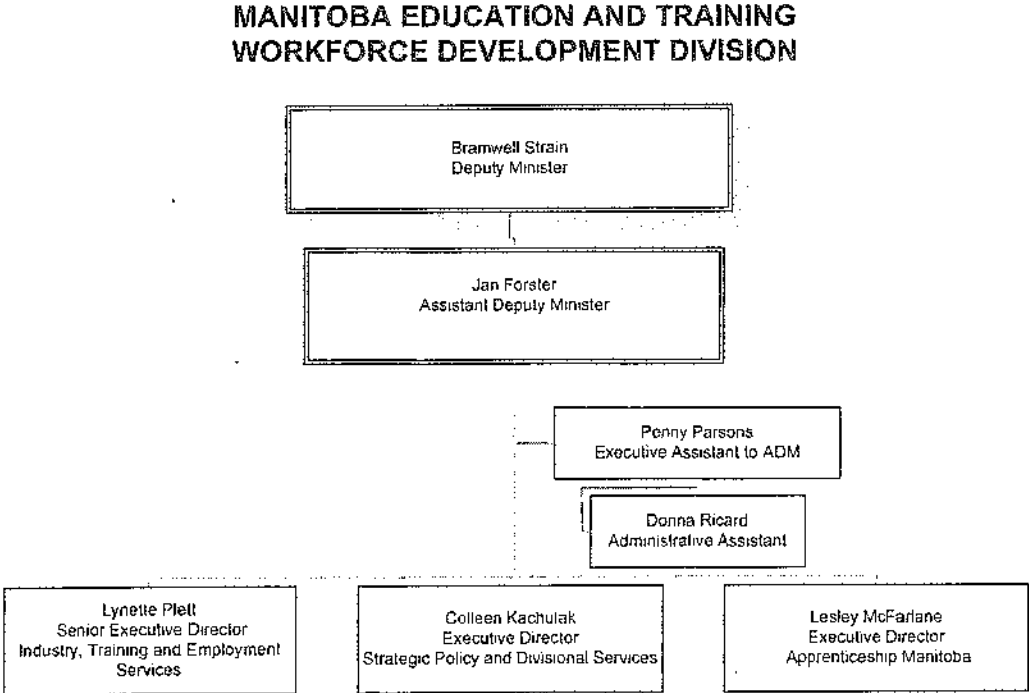 MANITOBA EDUCATION AND TRAINING
WORKFORCE DEVELOPMENT DIVISION
Bramwell Strain
Deputy Minister
Jan Forster
Assistant Deputy Minister
Penny Parsons
Executive Assistant to ADM
Donna Ricard
Administrative Assistant
Lynette Plett
Senior Executive Director
Industry, Training and Employment
Services
Colleen Kachulak
Executive Director
Strategic Policy and Divisional Services
Lesley McFarlane
Executive Director
Apprenticeship Manitoba